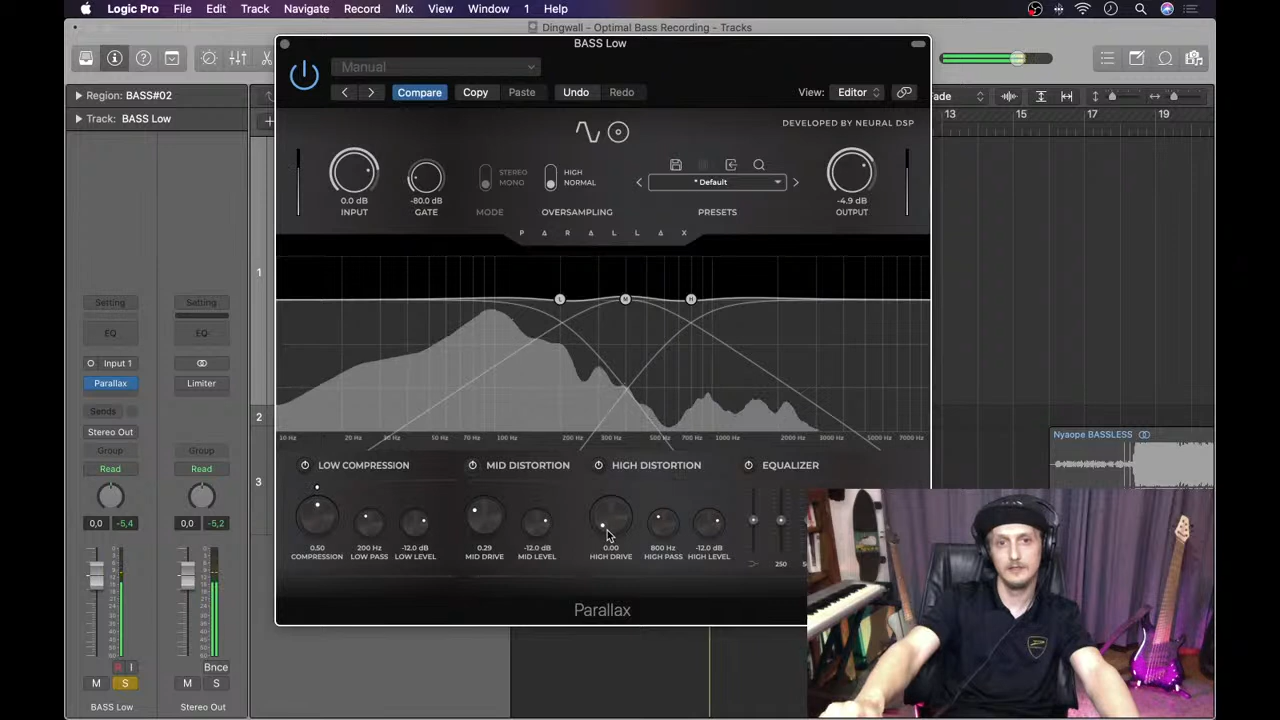 Logic Pro File Edit Track Navigate Record Mix View Window 1 Help
Dingwall - Optimal Bass Recording - Tracks
BASS Low
Manual
Compare Copy Paste Undo Redo View: Editor
Region: BASS#02
Track: BASS Low
ade
13 15 17 19
DEVELOPED BY NEURAL DSP
STEREO
MONO
HIGH
NORMAL
* Default
0.0 dB
INPUT
-80.0 dB
GATE
MODE
OVERSAMPLING
PRESETS
-4.9 dB
OUTPUT
P A R A L L A X
1
2
3
Setting Setting
EQ EQ
Input 1
Parallax Limiter
Sends
Stereo Out
Group Group
Read Read
0,0 -5,4 0,0 -5,2
10 Hz 20 Hz 30 Hz 50 Hz 70 Hz 100 Hz 200 Hz 300 Hz 500 Hz 700 Hz 1000 Hz 2000 Hz 5000 Hz 7000 Hz
L M H
Nyaope BASSLESS
LOW COMPRESSION MID DISTORTION HIGH DISTORTION EQUALIZER
0.50
COMPRESSION
200 Hz
LOW PASS
-12.0 dB
LOW LEVEL
0.29
MID DRIVE
-12.0 dB
MID LEVEL
0.00
HIGH DRIVE
800 Hz
HIGH PASS
-12.0 dB
HIGH LEVEL
250
Parallax
R I Bnce
M S M S
BASS Low Stereo Out